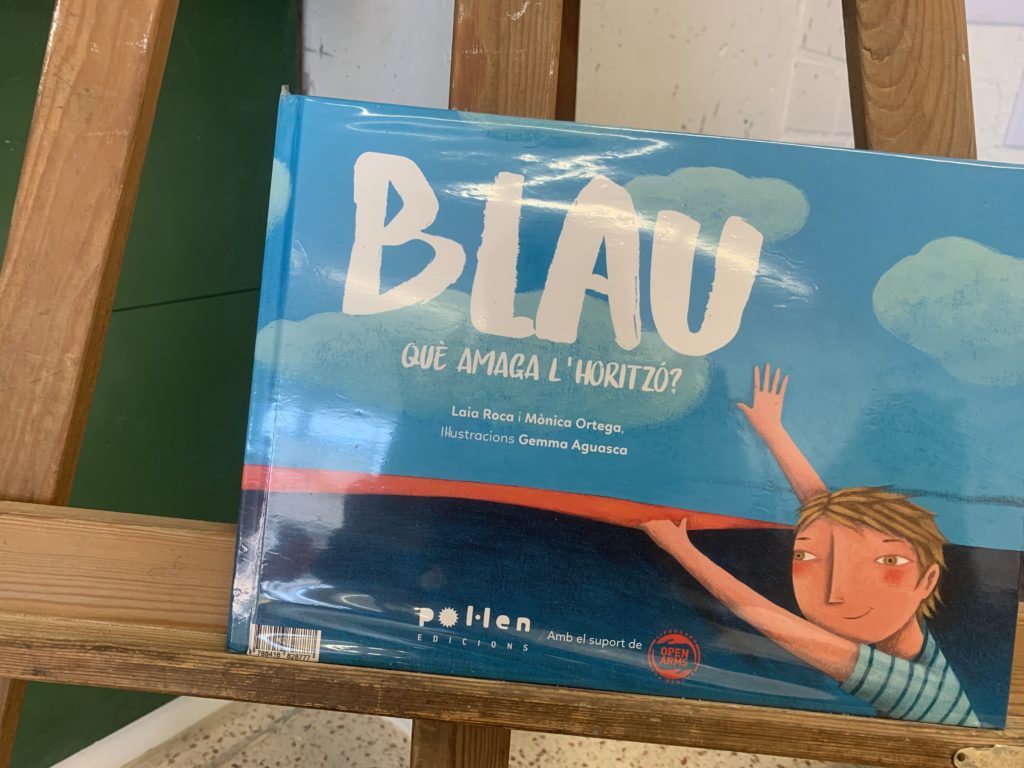 BLAU
QUÈ AMAGA L'HORITZÓ?
Laia Roca i Mònica Ortega,
Il·lustracions Gemma Aguasca
pol·len
EDICIONS
Amb el suport de
OPEN
ARMS